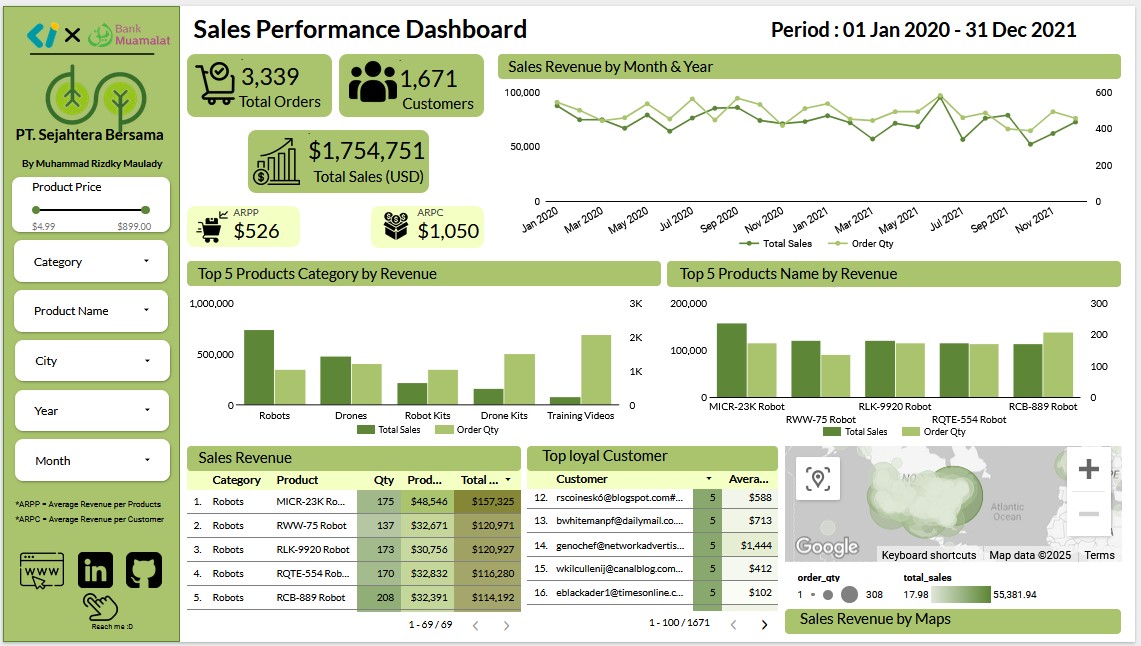 Bank
Muamalat
PT. Sejahtera Bersama
By Muhammad Rizdky Maulady
Product Price
$4.99 $899.00
Category
Product Name
City
Year
Month
*ARPP = Average Revenue per Products
*ARPC = Average Revenue per Customer
WWW
in
Reach me :D
Sales Performance Dashboard
Period : 01 Jan 2020 - 31 Dec 2021
3,339
Total Orders
1,671
Customers
$1,754,751
Total Sales (USD)
ARPP
$526
ARPC
$1,050
Sales Revenue by Month & Year
100,000 600
400
50,000
200
0 0
Jan 2020 Mar 2020 May 2020 Jul 2020 Sep 2020 Nov 2020 Jan 2021 Mar 2021 May 2021 Jul 2021 Sep 2021 Nov 2021
Total Sales Order Qty
Top 5 Products Category by Revenue
1,000,000 3K
2K
500,000
1K
0 0
Robots Drones Robot Kits Drone Kits Training Videos
Total Sales Order Qty
Top 5 Products Name by Revenue
200,000 300
200
100,000
100
0 0
MICR-23K Robot RLK-9920 Robot RCB-889 Robot
RWW-75 Robot RQTE-554 Robot
Total Sales Order Qty
Sales Revenue
Category Product Qty Prod... Total ...
1. Robots MICR-23K Ro... 175 $48,546 $157,325
2. Robots RWW-75 Robot 137 $32,671 $120,971
3. Robots RLK-9920 Robot 173 $30,756 $120,927
4. Robots RQTE-554 Rob... 170 $32,832 $116,280
5. Robots RCB-889 Robot 208 $32,391 $114,192
1 - 69 / 69
Top loyal Customer
Customer Avera...
12. rscoinesk6@blogspot.com#... 5 $588
13. bwhitemanpf@dailymail.co.... 5 $713
14. genochef@networkadvertis... 5 $1,444
15. wkilcullenij@canalblog.com... 5 $412
16. eblackader1@timesonline.c... 5 $102
1 - 100 / 1671
Atlantic
Ocean
Google
Keyboard shortcuts Map data ©2025 Terms
order_qty total_sales
1 308 17.98 55,381.94
Sales Revenue by Maps